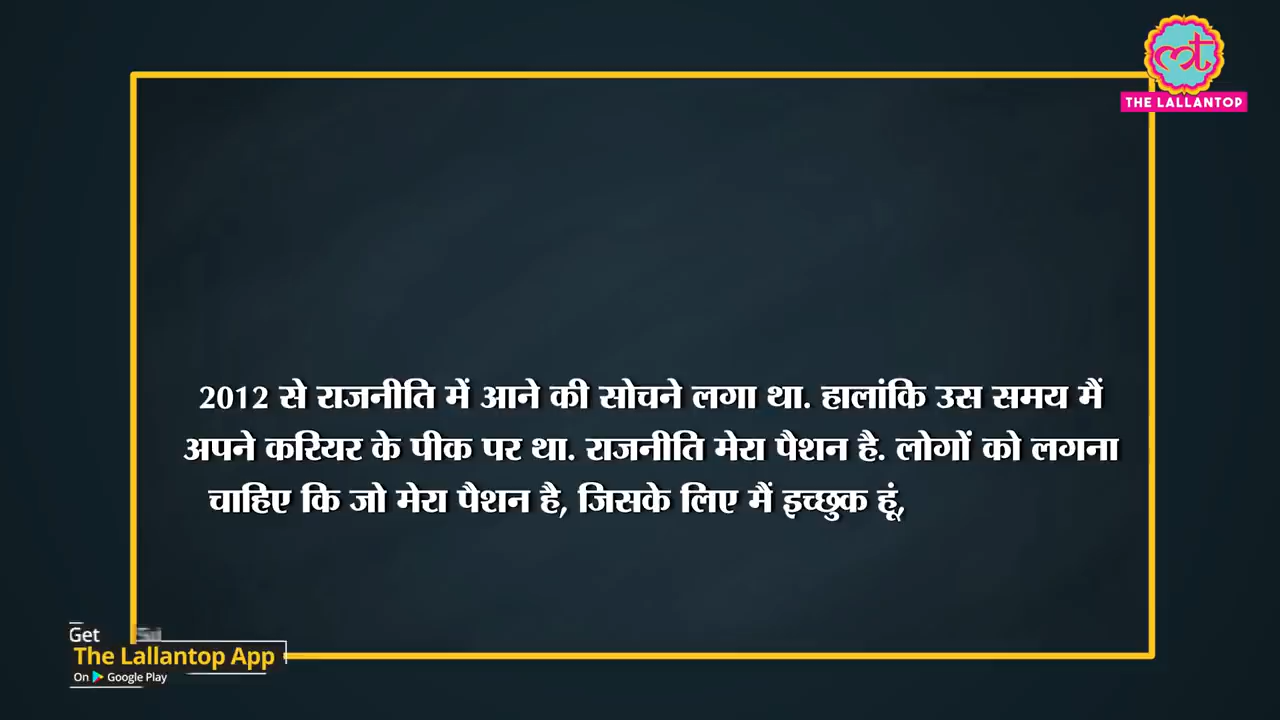 THE LALLANTOP
2012 से राजनीति में आने की सोचने लगा था. हालांकि उस समय मैं
अपने करियर के पीक पर था. राजनीति मेरा पैशन है. लोगों को लगना
चाहिए कि जो मेरा पैशन है, जिसके लिए मैं इच्छुक हूं,
Get
The Lallantop App
On Google Play